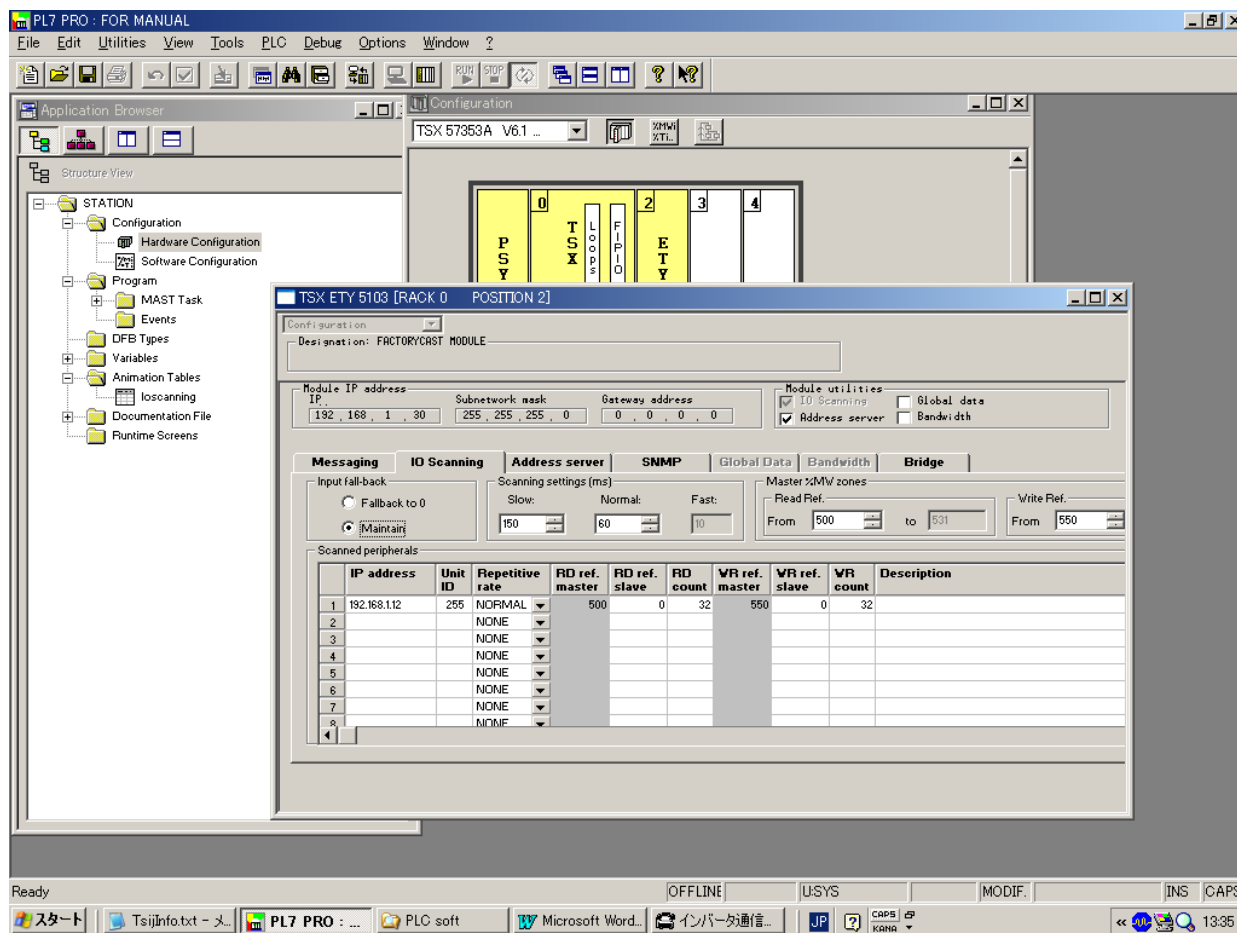 PL7 PRO : FOR MANUAL
File Edit Utilities View Tools PLC Debug Options Window ?
RUN STOP
Application Browser
Structure View
STATION
Configuration
Hardware Configuration
Software Configuration
Program
MAST Task
Events
DFB Types
Variables
Animation Tables
Ioscanning
Documentation File
Runtime Screens
Configuration
TSX 57353A V6.1 ...
%MWi
%Ti..
0 2 3 4
PSY
TSX
Loops
FIPIO
ETY
TSX ETY 5103 [RACK 0 POSITION 2]
Configuration
Designation: FACTORYCAST MODULE
Module IP address
IP. Subnetwork mask Gateway address
192 . 168 . 1 . 30 255 . 255 . 255 . 0 0 . 0 . 0 . 0
Module utilities
IO Scanning Global data
Address server Bandwidth
Messaging IO Scanning Address server SNMP Global Data Bandwidth Bridge
Input fall-back
Fallback to 0
Maintain
Scanning settings (ms)
Slow: Normal: Fast:
150 60 10
Master %MW zones
Read Ref.
From 500 to 531
Write Ref.
From 550
Scanned peripherals
IP address Unit ID Repetitive rate RD ref. master RD ref. slave RD count WR ref. master WR ref. slave WR count Description
1 192.168.1.12 255 NORMAL 500 0 32 550 0 32
2 NONE
3 NONE
4 NONE
5 NONE
6 NONE
7 NONE
8 NONE
Ready OFFLINE U:SYS MODIF. INS CAPS
スタート TsijInfo.txt - メ... PL7 PRO : ... PLC soft Microsoft Word... インバータ通信... JP CAPS KANA 13:35